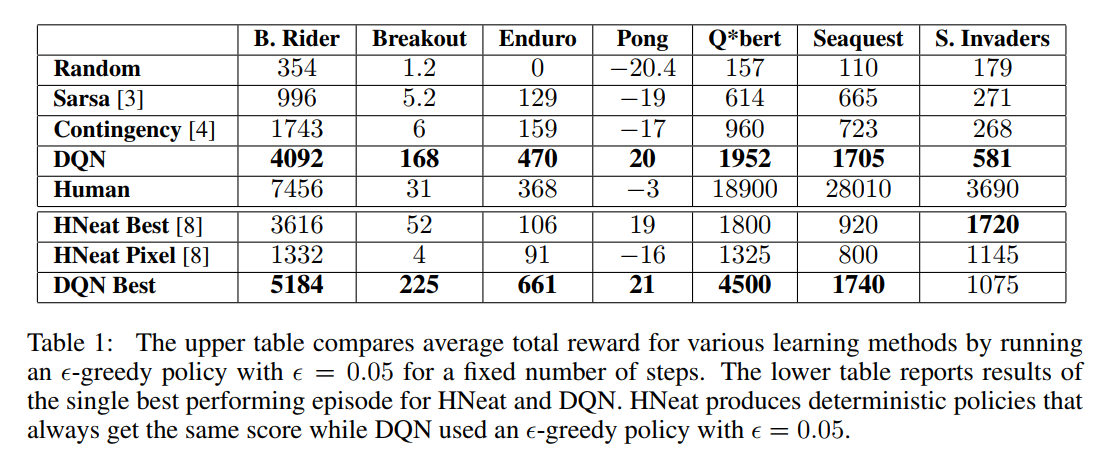 B. Rider Breakout Enduro Pong Q*bert Seaquest S. Invaders
Random 354 1.2 0 −20.4 157 110 179
Sarsa [3] 996 5.2 129 −19 614 665 271
Contingency [4] 1743 6 159 −17 960 723 268
DQN 4092 168 470 20 1952 1705 581
Human 7456 31 368 −3 18900 28010 3690
HNeat Best [8] 3616 52 106 19 1800 920 1720
HNeat Pixel [8] 1332 4 91 −16 1325 800 1145
DQN Best 5184 225 661 21 4500 1740 1075
Table 1: The upper table compares average total reward for various learning methods by running
an ϵ-greedy policy with ϵ = 0.05 for a fixed number of steps. The lower table reports results of
the single best performing episode for HNeat and DQN. HNeat produces deterministic policies that
always get the same score while DQN used an ϵ-greedy policy with ϵ = 0.05.